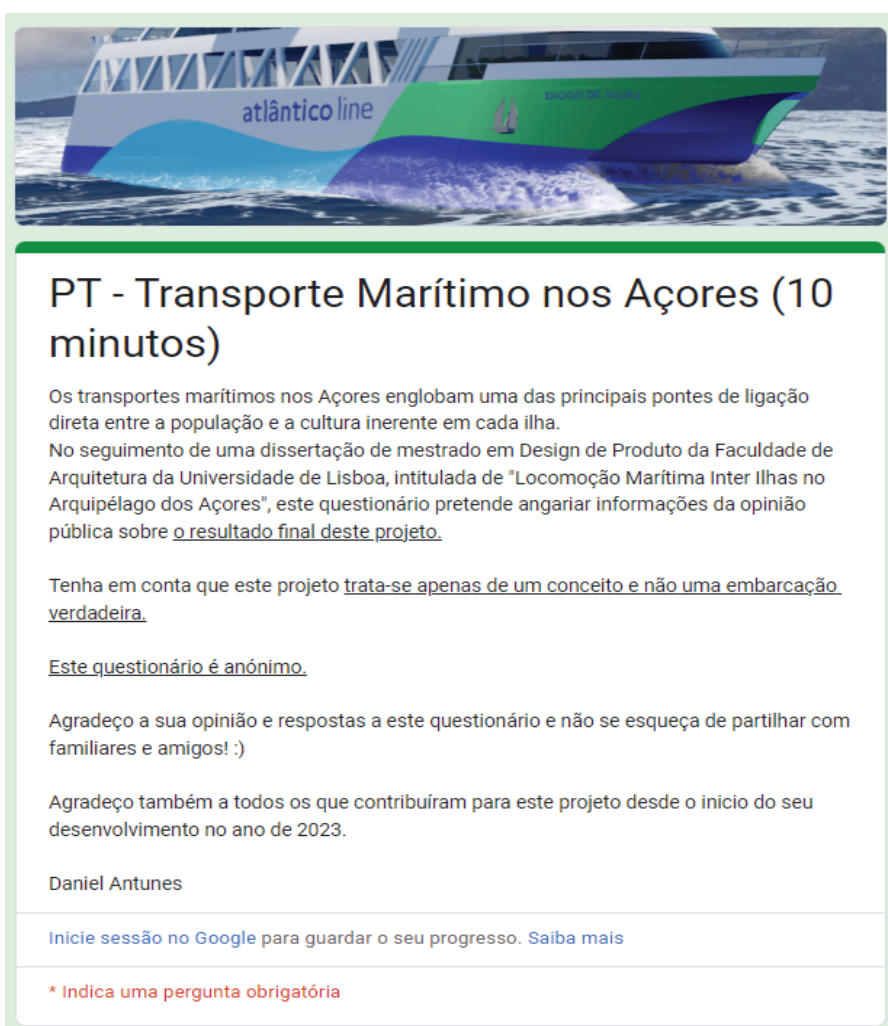 atlântico line
DIOGO DE SILVES
PT - Transporte Marítimo nos Açores (10
minutos)
Os transportes marítimos nos Açores englobam uma das principais pontes de ligação
direta entre a população e a cultura inerente em cada ilha.
No seguimento de uma dissertação de mestrado em Design de Produto da Faculdade de
Arquitetura da Universidade de Lisboa, intitulada de "Locomoção Marítima Inter Ilhas no
Arquipélago dos Açores", este questionário pretende angariar informações da opinião
pública sobre o resultado final deste projeto.
Tenha em conta que este projeto trata-se apenas de um conceito e não uma embarcação
verdadeira.
Este questionário é anónimo.
Agradeço a sua opinião e respostas a este questionário e não se esqueça de partilhar com
familiares e amigos! :)
Agradeço também a todos os que contribuíram para este projeto desde o inicio do seu
desenvolvimento no ano de 2023.
Daniel Antunes
Inicie sessão no Google para guardar o seu progresso. Saiba mais
* Indica uma pergunta obrigatória